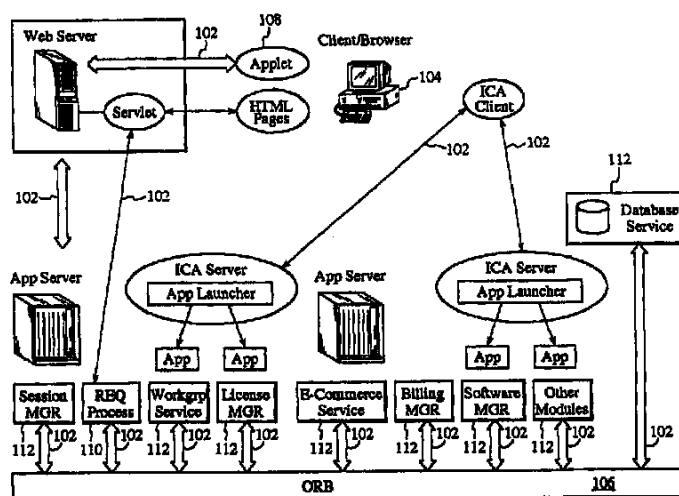 Web Server
102
108
Applet
Client/Browser
104
ICA
Client
Servlet
HTML
Pages
102
102
102
102
112
Database
Service
App Server
ICA Server
App Launcher
App Server
ICA Server
App Launcher
App
App
App
App
Session
MGR
REQ
Process
Workgrp
Service
License
MGR
E-Commerce
Service
Billing
MGR
Software
MGR
Other
Modules
112
102
110
102
112
102
112
102
112
102
112
102
112
102
112
102
102
ORB
106